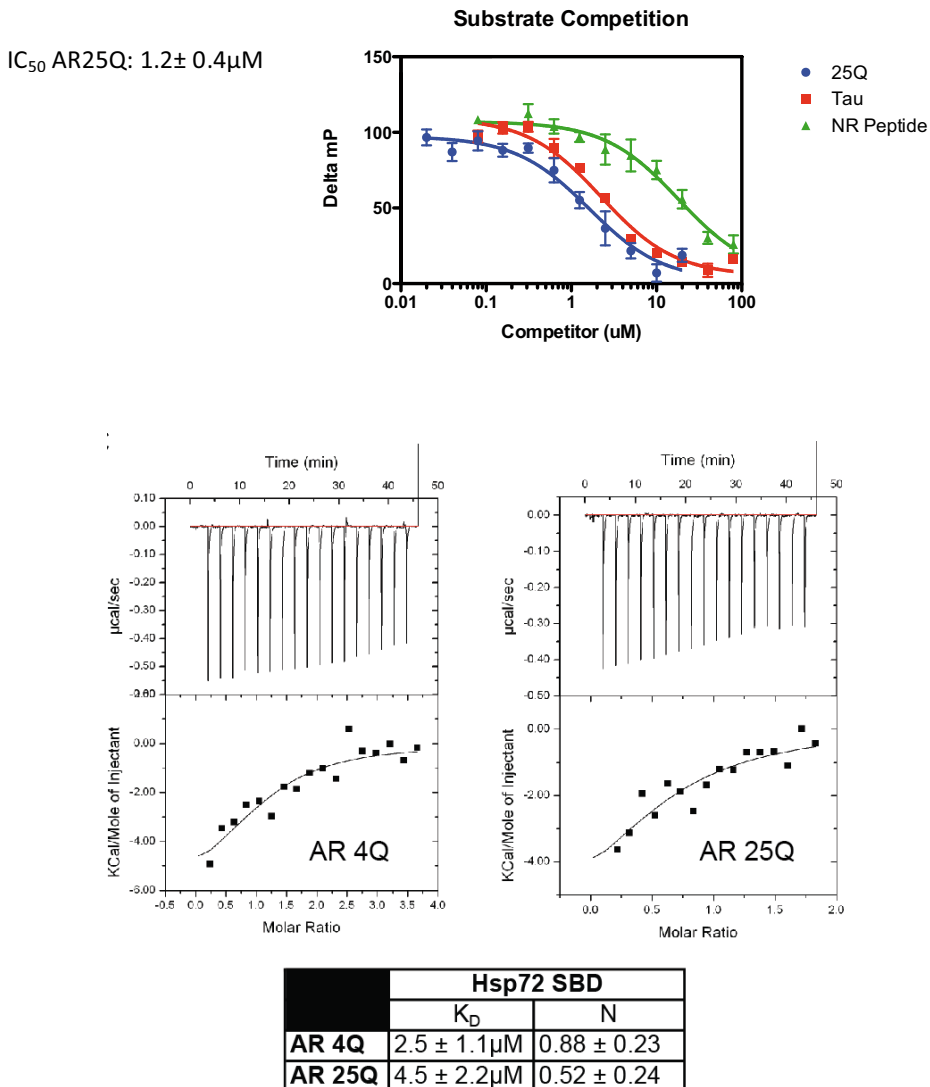 Substrate Competition
IC50 AR25Q: 1.2± 0.4µM
150
100
50
0
Delta mP
0.01 0.1 1 10 100
Competitor (uM)
25Q
Tau
NR Peptide
Time (min)
0 10 20 30 40 50
0.10
0.00
-0.10
-0.20
-0.30
-0.40
-0.50
-0.60
µcal/sec
0.00
-2.00
-4.00
-6.00
KCal/Mole of Injectant
AR 4Q
-0.5 0.0 0.5 1.0 1.5 2.0 2.5 3.0 3.5 4.0
Molar Ratio
Time (min)
0 10 20 30 40 50
0.00
-0.10
-0.20
-0.30
-0.40
-0.50
µcal/sec
0.00
-2.00
-4.00
KCal/Mole of Injectant
AR 25Q
0.0 0.5 1.0 1.5 2.0
Molar Ratio
Hsp72 SBD
KD N
AR 4Q 2.5 ± 1.1µM 0.88 ± 0.23
AR 25Q 4.5 ± 2.2µM 0.52 ± 0.24